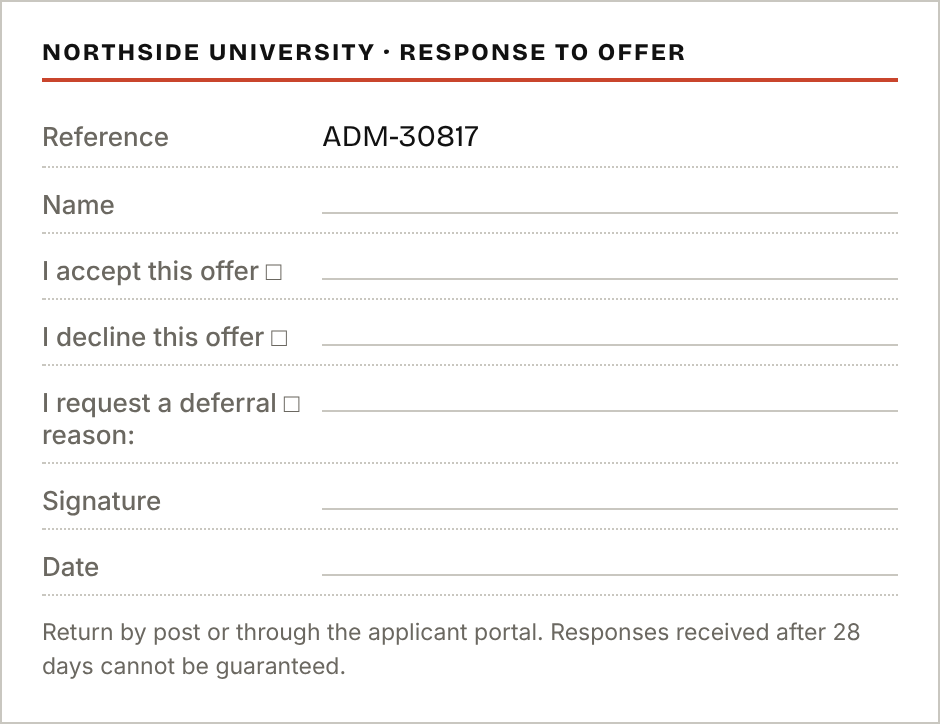 NORTHSIDE UNIVERSITY · RESPONSE TO OFFER
Reference ADM-30817
Name
I accept this offer □
I decline this offer □
I request a deferral □
reason:
Signature
Date
Return by post or through the applicant portal. Responses received after 28
days cannot be guaranteed.